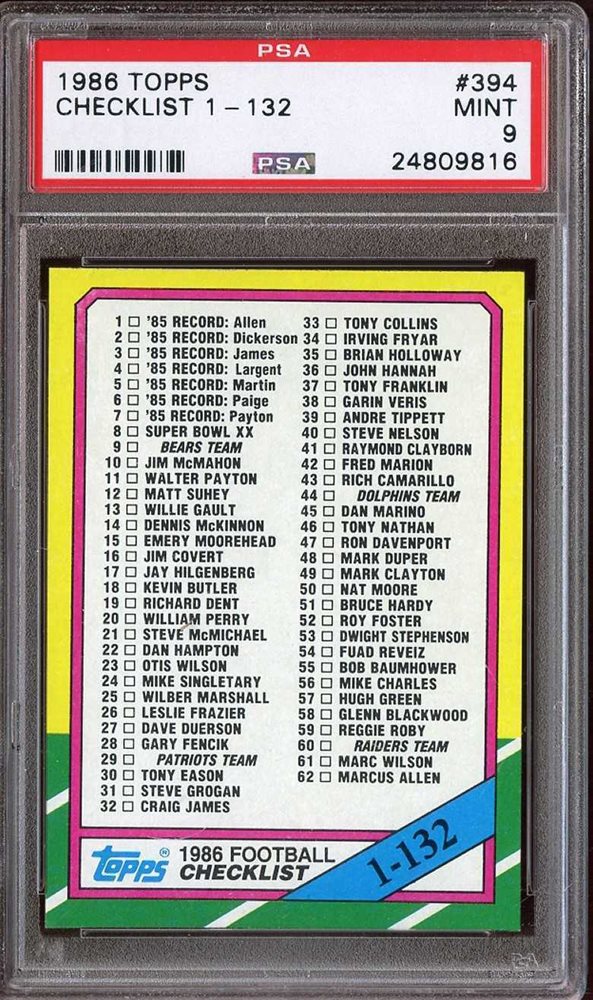 PSA
1986 TOPPS #394
CHECKLIST 1-132 MINT
9
PSA 24809816
1 □ '85 RECORD: Allen
2 □ '85 RECORD: Dickerson
3 □ '85 RECORD: James
4 □ '85 RECORD: Largent
5 □ '85 RECORD: Martin
6 □ '85 RECORD: Paige
7 □ '85 RECORD: Payton
8 □ SUPER BOWL XX
9 □ BEARS TEAM
10 □ JIM McMAHON
11 □ WALTER PAYTON
12 □ MATT SUHEY
13 □ WILLIE GAULT
14 □ DENNIS McKINNON
15 □ EMERY MOOREHEAD
16 □ JIM COVERT
17 □ JAY HILGENBERG
18 □ KEVIN BUTLER
19 □ RICHARD DENT
20 □ WILLIAM PERRY
21 □ STEVE McMICHAEL
22 □ DAN HAMPTON
23 □ OTIS WILSON
24 □ MIKE SINGLETARY
25 □ WILBER MARSHALL
26 □ LESLIE FRAZIER
27 □ DAVE DUERSON
28 □ GARY FENCIK
29 □ PATRIOTS TEAM
30 □ TONY EASON
31 □ STEVE GROGAN
32 □ CRAIG JAMES
33 □ TONY COLLINS
34 □ IRVING FRYAR
35 □ BRIAN HOLLOWAY
36 □ JOHN HANNAH
37 □ TONY FRANKLIN
38 □ GARIN VERIS
39 □ ANDRE TIPPETT
40 □ STEVE NELSON
41 □ RAYMOND CLAYBORN
42 □ FRED MARION
43 □ RICH CAMARILLO
44 □ DOLPHINS TEAM
45 □ DAN MARINO
46 □ TONY NATHAN
47 □ RON DAVENPORT
48 □ MARK DUPER
49 □ MARK CLAYTON
50 □ NAT MOORE
51 □ BRUCE HARDY
52 □ ROY FOSTER
53 □ DWIGHT STEPHENSON
54 □ FUAD REVEIZ
55 □ BOB BAUMHOWER
56 □ MIKE CHARLES
57 □ HUGH GREEN
58 □ GLENN BLACKWOOD
59 □ REGGIE ROBY
60 □ RAIDERS TEAM
61 □ MARC WILSON
62 □ MARCUS ALLEN
topps® 1986 FOOTBALL
CHECKLIST
1-132
PSA